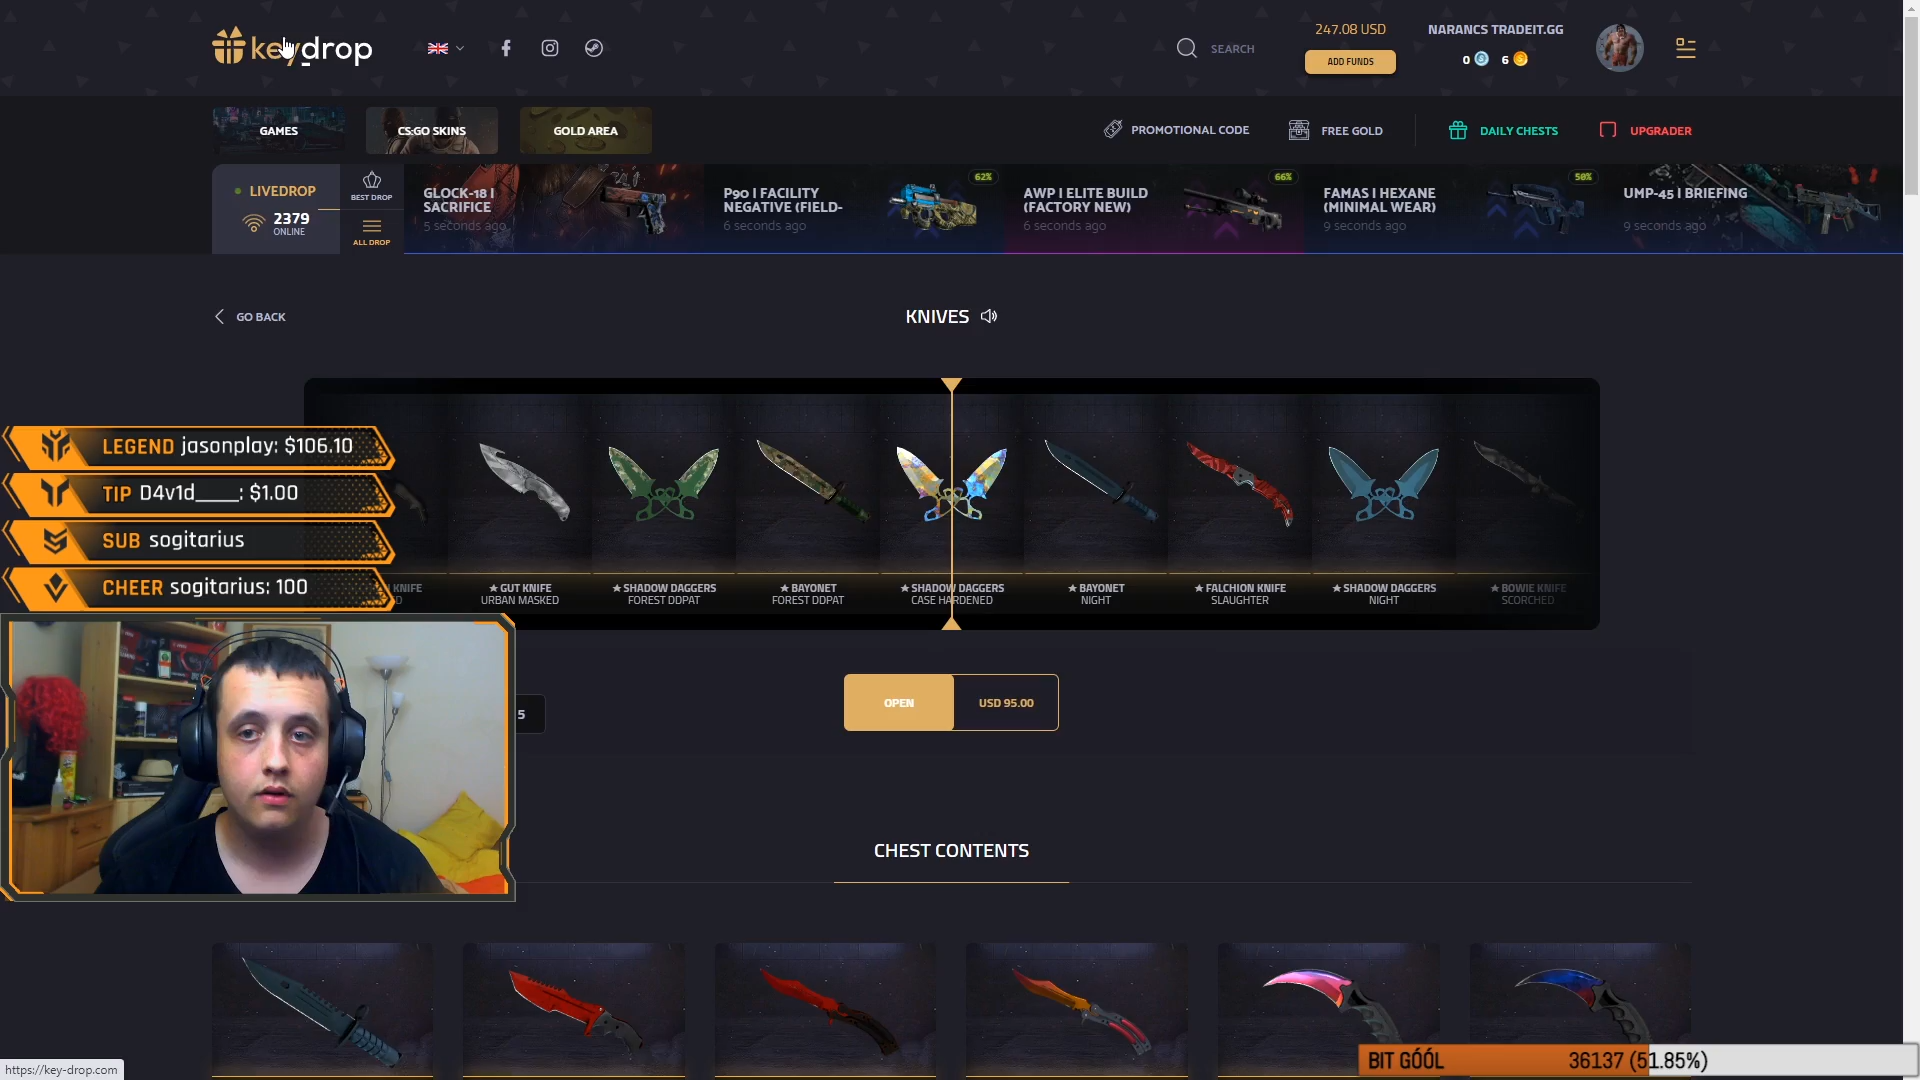 keydrop
SEARCH
247.08 USD
ADD FUNDS
NARANCS TRADEIT.GG
0
6
GAMES
CS:GO SKINS
GOLD AREA
PROMOTIONAL CODE
FREE GOLD
DAILY CHESTS
UPGRADER
LIVEDROP
2379
ONLINE
BEST DROP
ALL DROP
GLOCK-18 |
SACRIFICE
5 seconds ago
P90 | FACILITY
NEGATIVE (FIELD-
6 seconds ago
62%
AWP | ELITE BUILD
(FACTORY NEW)
6 seconds ago
66%
FAMAS | HEXANE
(MINIMAL WEAR)
9 seconds ago
50%
UMP-45 | BRIEFING
9 seconds ago
GO BACK
KNIVES
LEGEND jasonplay: $106.10
TIP D4v1d____: $1.00
SUB sogitarius
CHEER sogitarius: 100
KNIFE
D
★ GUT KNIFE
URBAN MASKED
★ SHADOW DAGGERS
FOREST DDPAT
★ BAYONET
FOREST DDPAT
★ SHADOW DAGGERS
CASE HARDENED
★ BAYONET
NIGHT
★ FALCHION KNIFE
SLAUGHTER
★ SHADOW DAGGERS
NIGHT
★ BOWIE KNIFE
SCORCHED
5
OPEN
USD 95.00
CHEST CONTENTS
https://key-drop.com
BIT GÓÓL
36137 (51.85%)